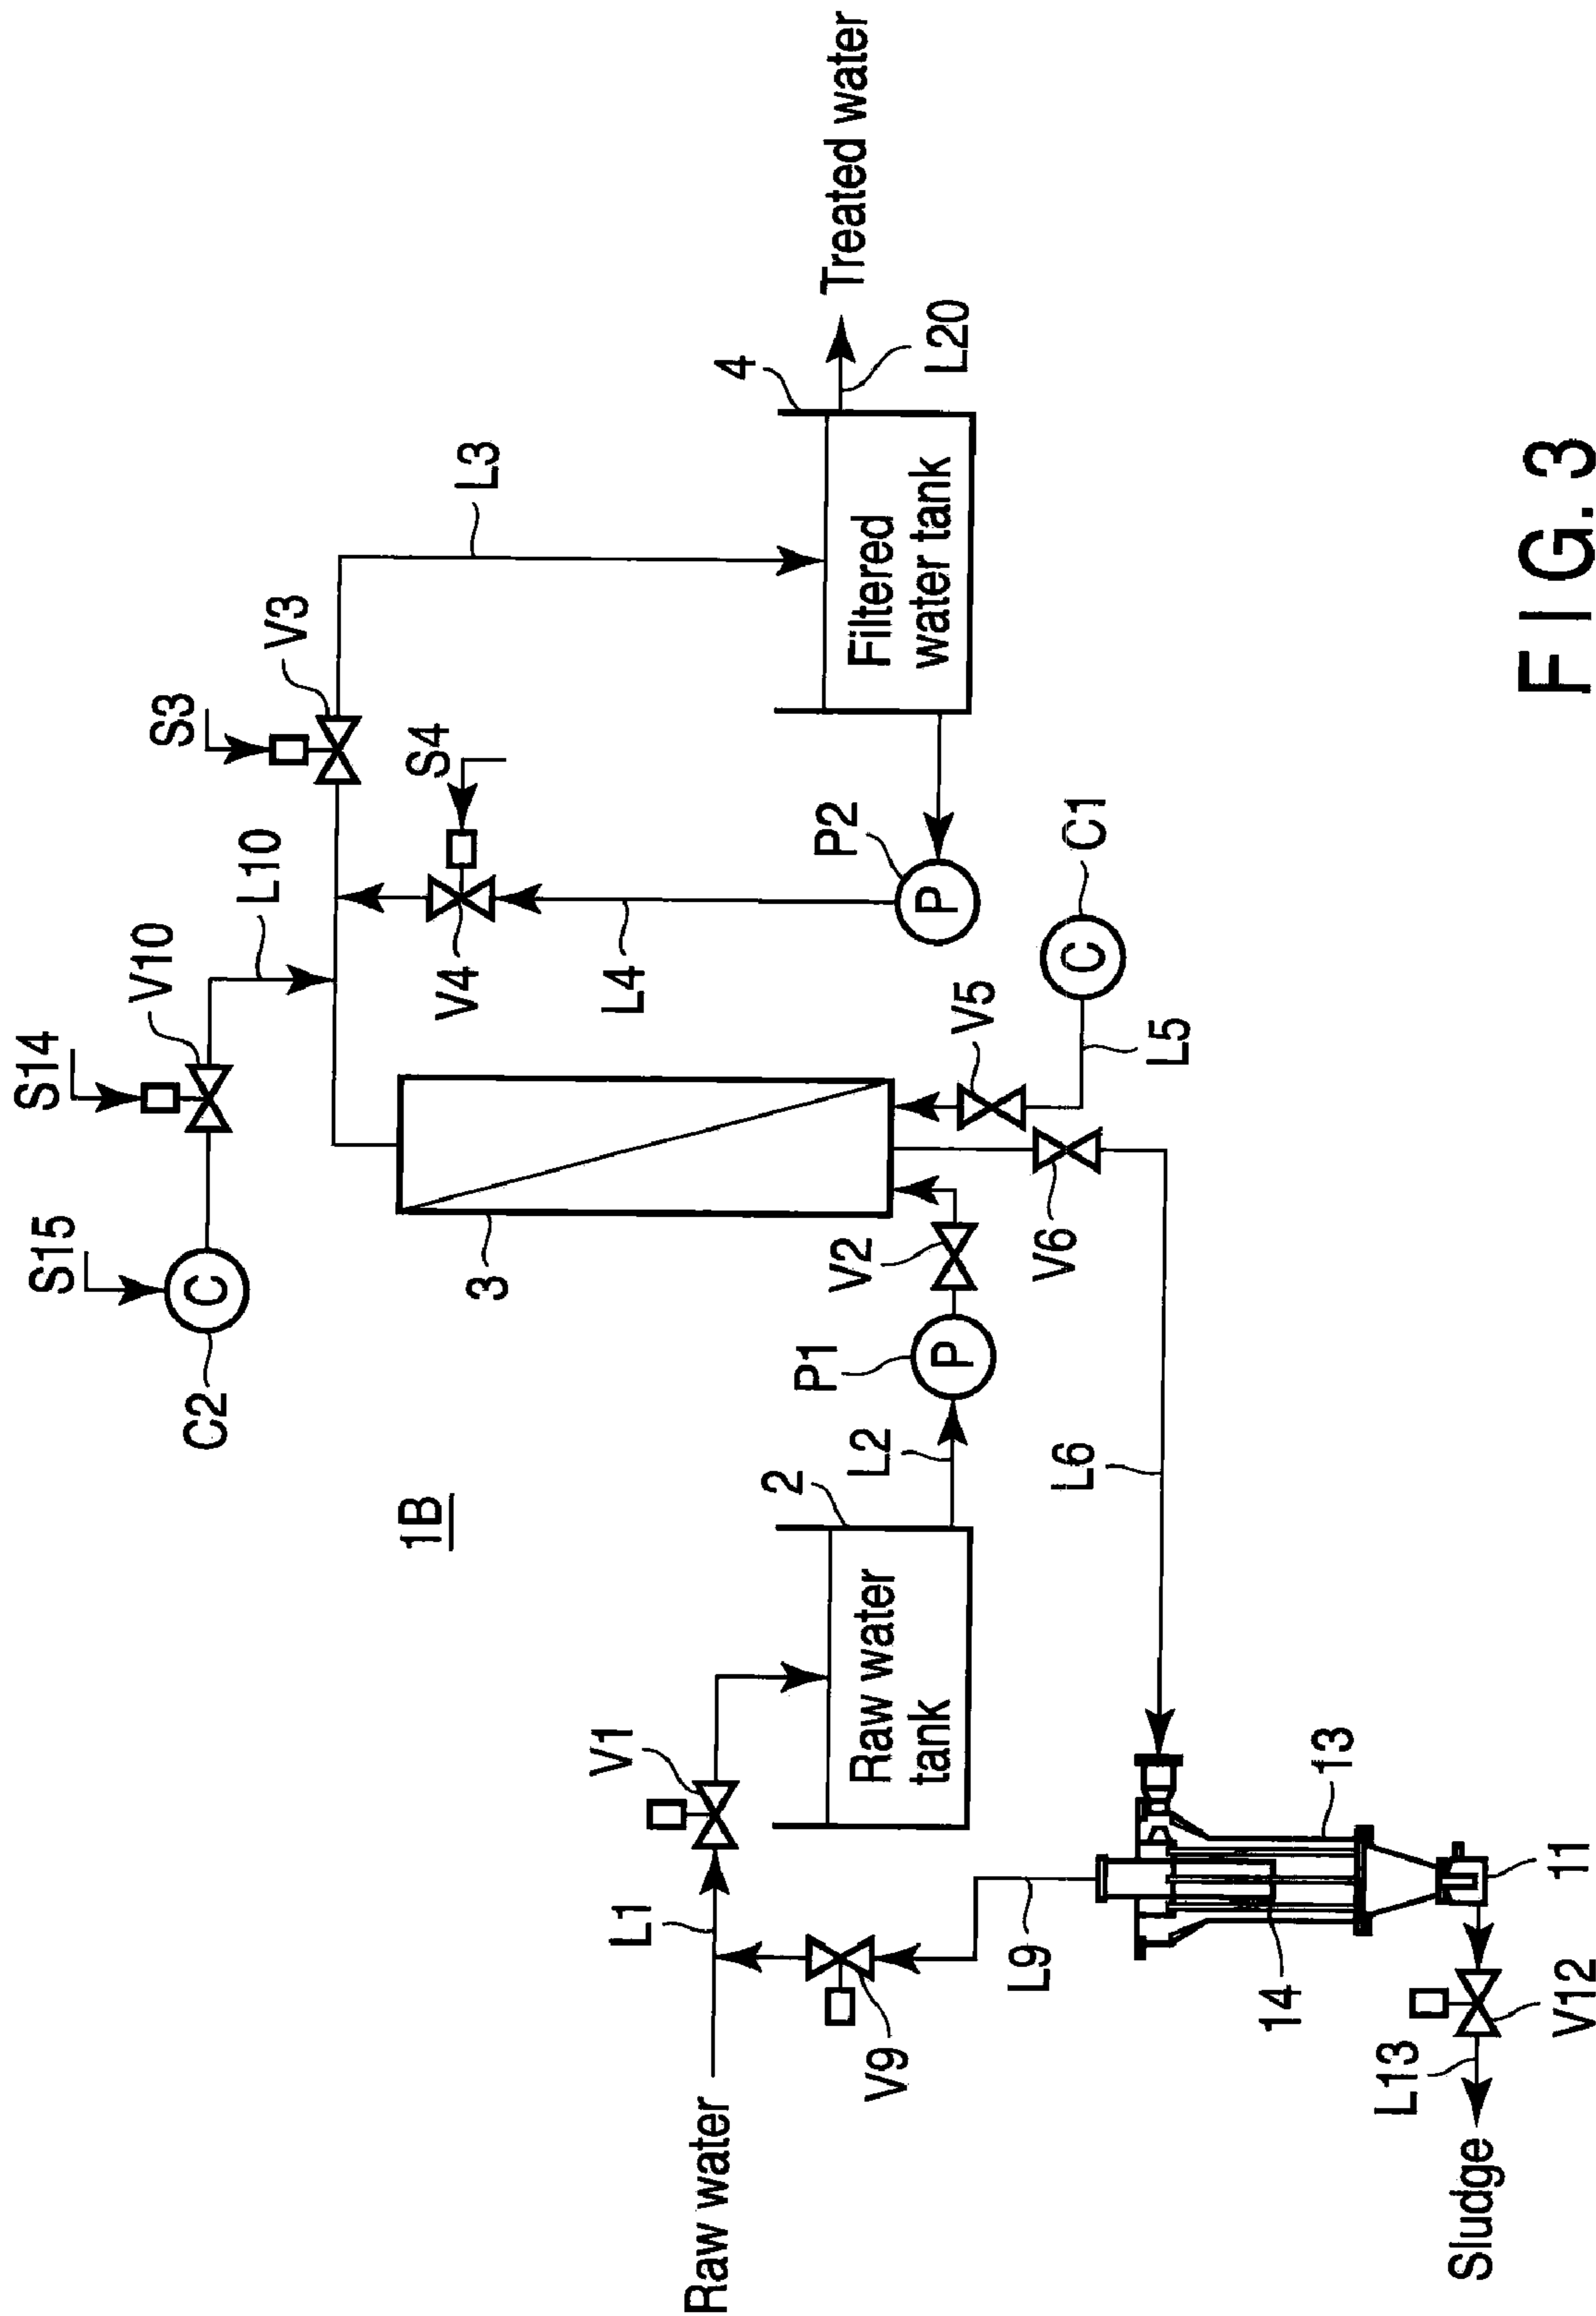 S15
S14
C2
C
V10
L10
S3
V3
1B
S4
L3
V4
L4
3
4
Treated water
L20
Filtered
water tank
P2
P
V1
L1
Raw water
2
Raw water
tank
L2
P1
P
V2
V5
C1
C
L5
V6
V9
L9
L6
14
13
11
L13
V12
Sludge
FIG. 3